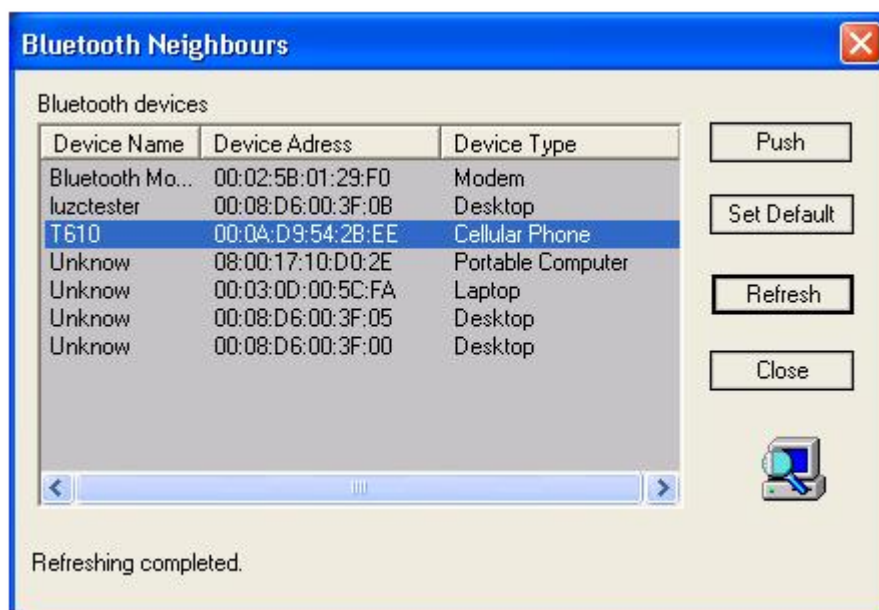 Bluetooth Neighbours
Bluetooth devices
Device Name Device Adress Device Type
Bluetooth Mo... 00:02:5B:01:29:F0 Modem
luzctester 00:08:D6:00:3F:0B Desktop
T610 00:0A:D9:54:2B:EE Cellular Phone
Unknow 08:00:17:10:D0:2E Portable Computer
Unknow 00:03:0D:00:5C:FA Laptop
Unknow 00:08:D6:00:3F:05 Desktop
Unknow 00:08:D6:00:3F:00 Desktop
Push
Set Default
Refresh
Close
Refreshing completed.